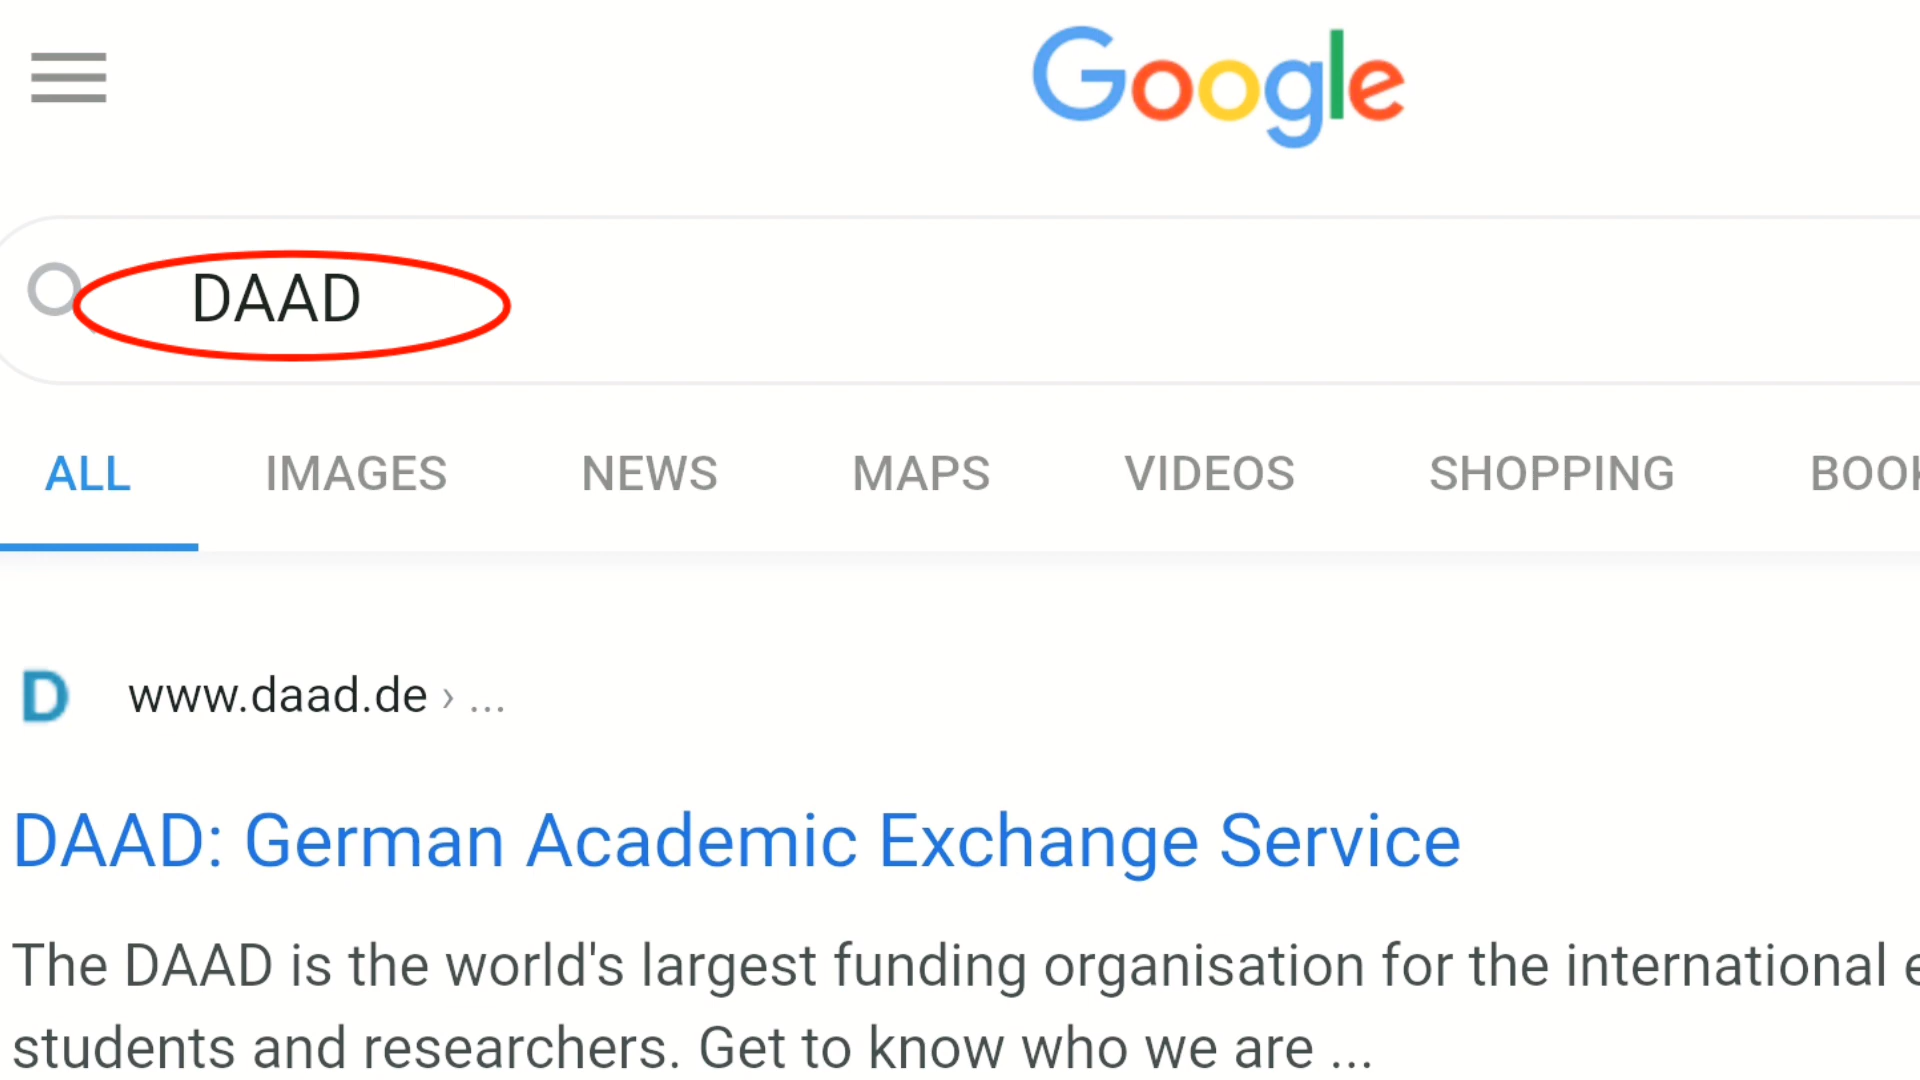 Google
DAAD
ALL IMAGES NEWS MAPS VIDEOS SHOPPING
D www.daad.de › ...
DAAD: German Academic Exchange Service
The DAAD is the world's largest funding organisation for the international
students and researchers. Get to know who we are ...